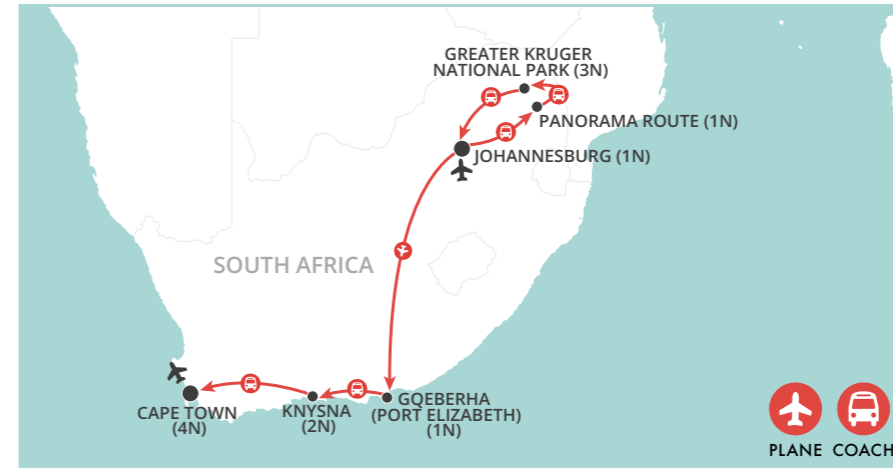 GREATER KRUGER
NATIONAL PARK (3N)
PANORAMA ROUTE (1N)
JOHANNESBURG (1N)
SOUTH AFRICA
CAPE TOWN
(4N)
KNYSNA
(2N)
GQEBERHA
(PORT ELIZABETH)
(1N)
PLANE COACH